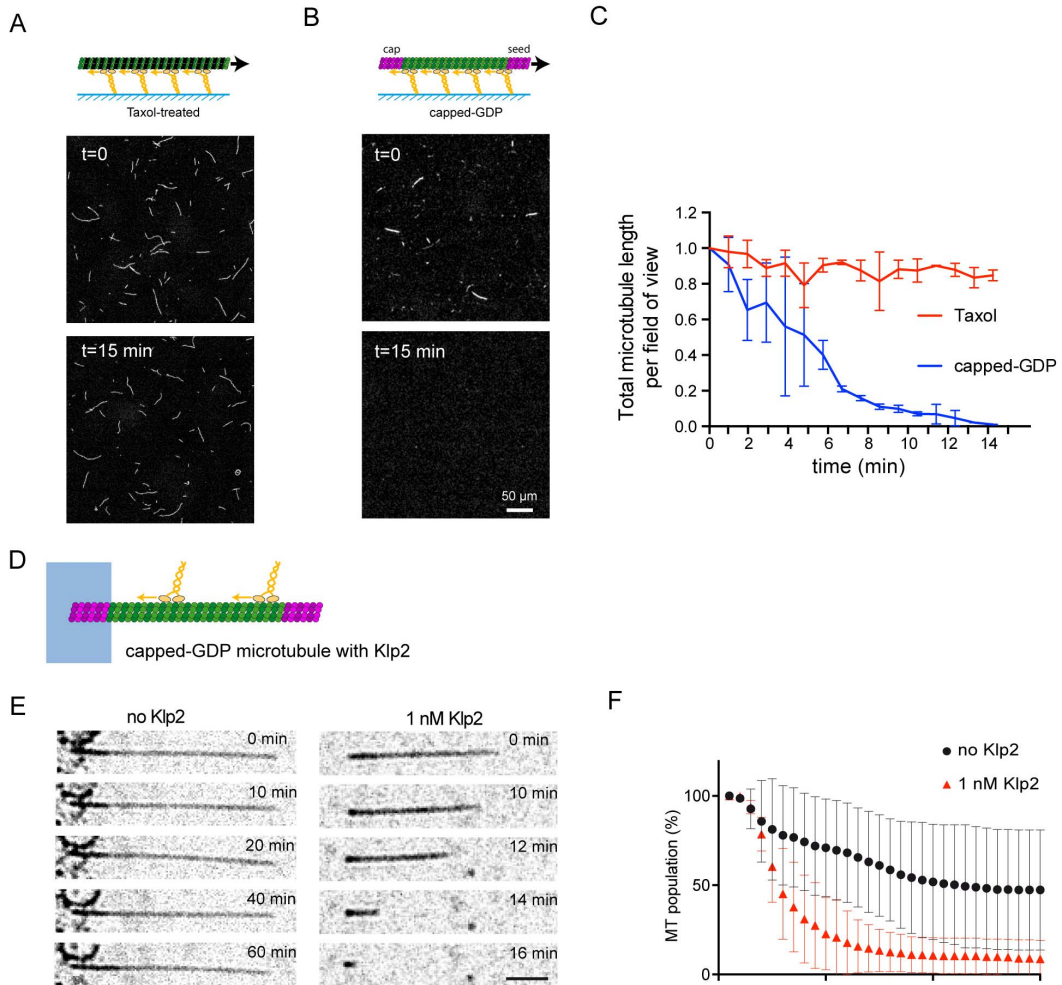 A
Taxol-treated
t=0
t=15 min
B
cap
seed
capped-GDP
t=0
t=15 min
50 µm
C
Total microtubule length
per field of view
1.2
1.0
0.8
0.6
0.4
0.2
0.0
0 2 4 6 8 10 12 14
time (min)
Taxol
capped-GDP
D
capped-GDP microtubule with Klp2
E
no Klp2
0 min
10 min
20 min
40 min
60 min
1 nM Klp2
0 min
10 min
12 min
14 min
16 min
F
no Klp2
1 nM Klp2
MT population (%)
100
50
0